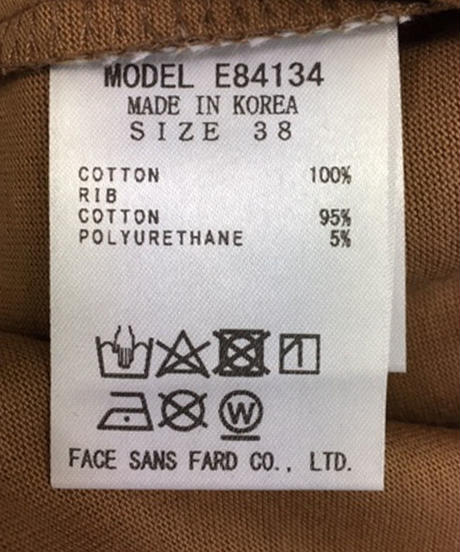 MODEL E84134
MADE IN KOREA
SIZE 38
COTTON 100%
RIB
COTTON 95%
POLYURETHANE 5%
W
FACE SANS FARD CO., LTD.